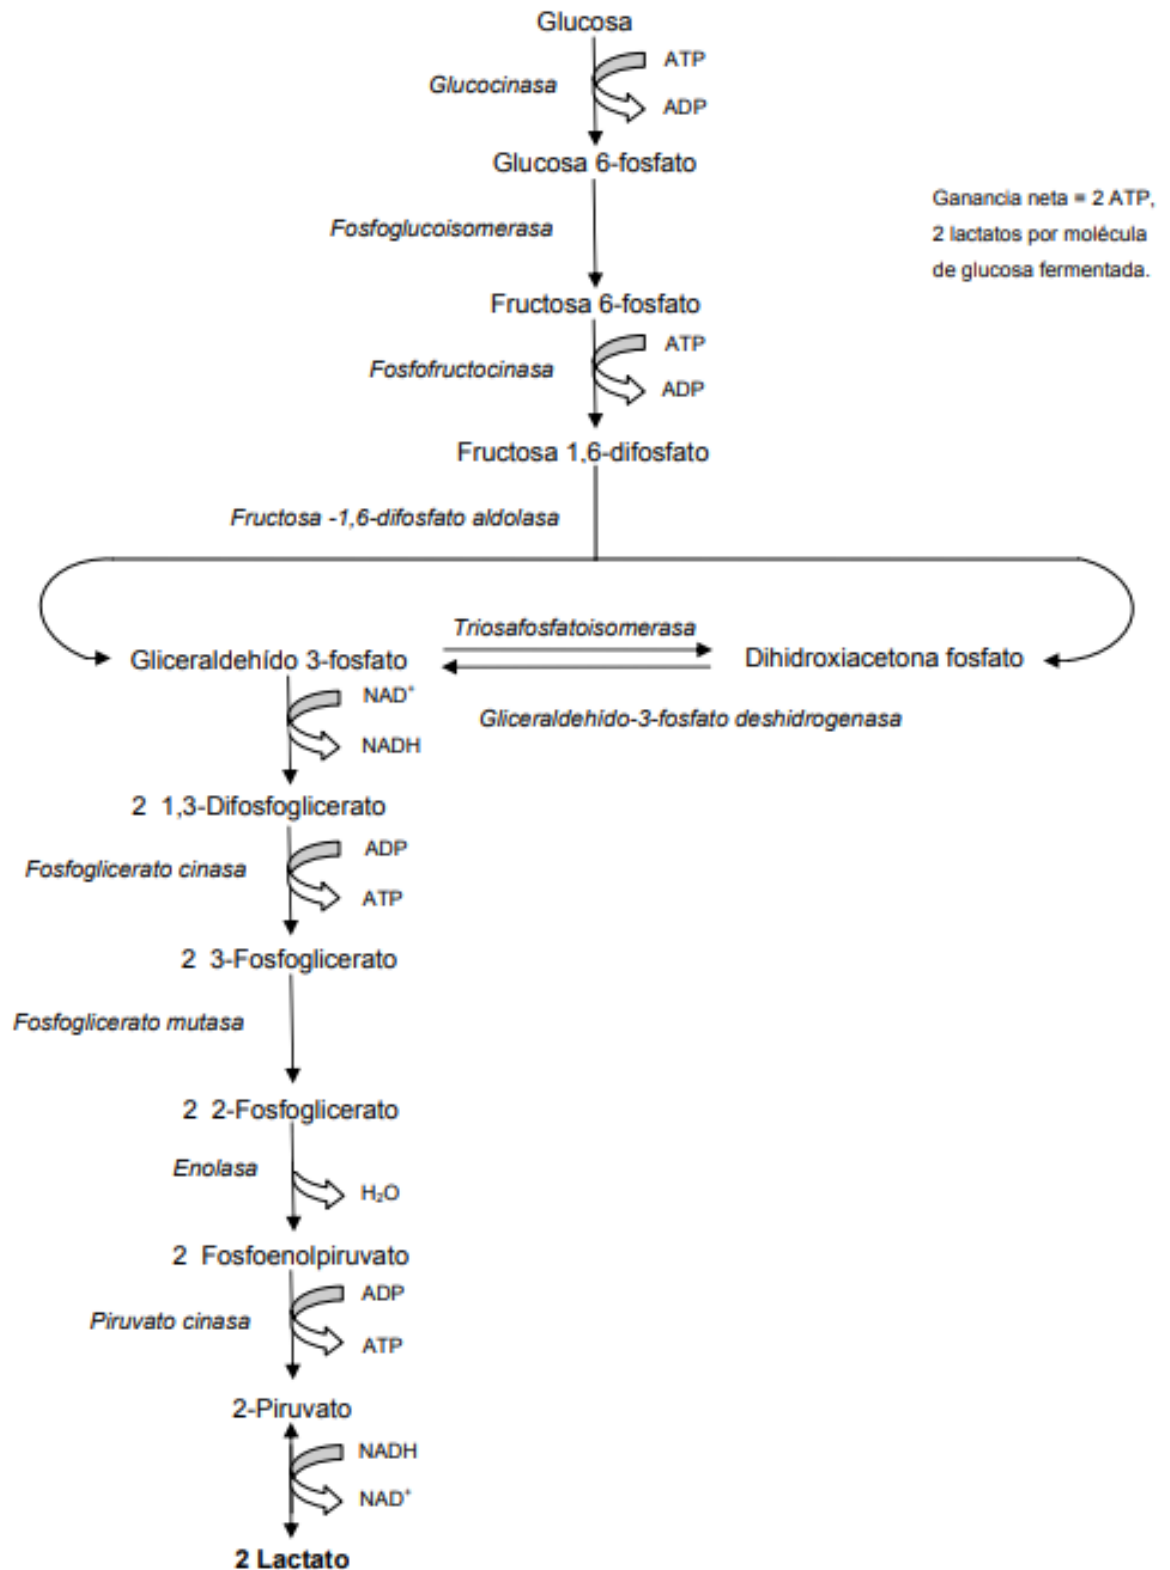 Glucosa
ATP
Glucocinasa
ADP
Glucosa 6-fosfato
Ganancia neta = 2 ATP,
2 lactatos por molécula
de glucosa fermentada.
Fosfoglucoisomerasa
Fructosa 6-fosfato
ATP
Fosfofructocinasa
ADP
Fructosa 1,6-difosfato
Fructosa -1,6-difosfato aldolasa
Triosafosfatoisomerasa
Gliceraldehído 3-fosfato
Dihidroxiacetona fosfato
NAD⁺
Gliceraldehído-3-fosfato deshidrogenasa
NADH
2 1,3-Difosfoglicerato
ADP
Fosfoglicerato cinasa
ATP
2 3-Fosfoglicerato
Fosfoglicerato mutasa
2 2-Fosfoglicerato
Enolasa
H₂O
2 Fosfoenolpiruvato
ADP
Piruvato cinasa
ATP
2-Piruvato
NADH
NAD⁺
2 Lactato